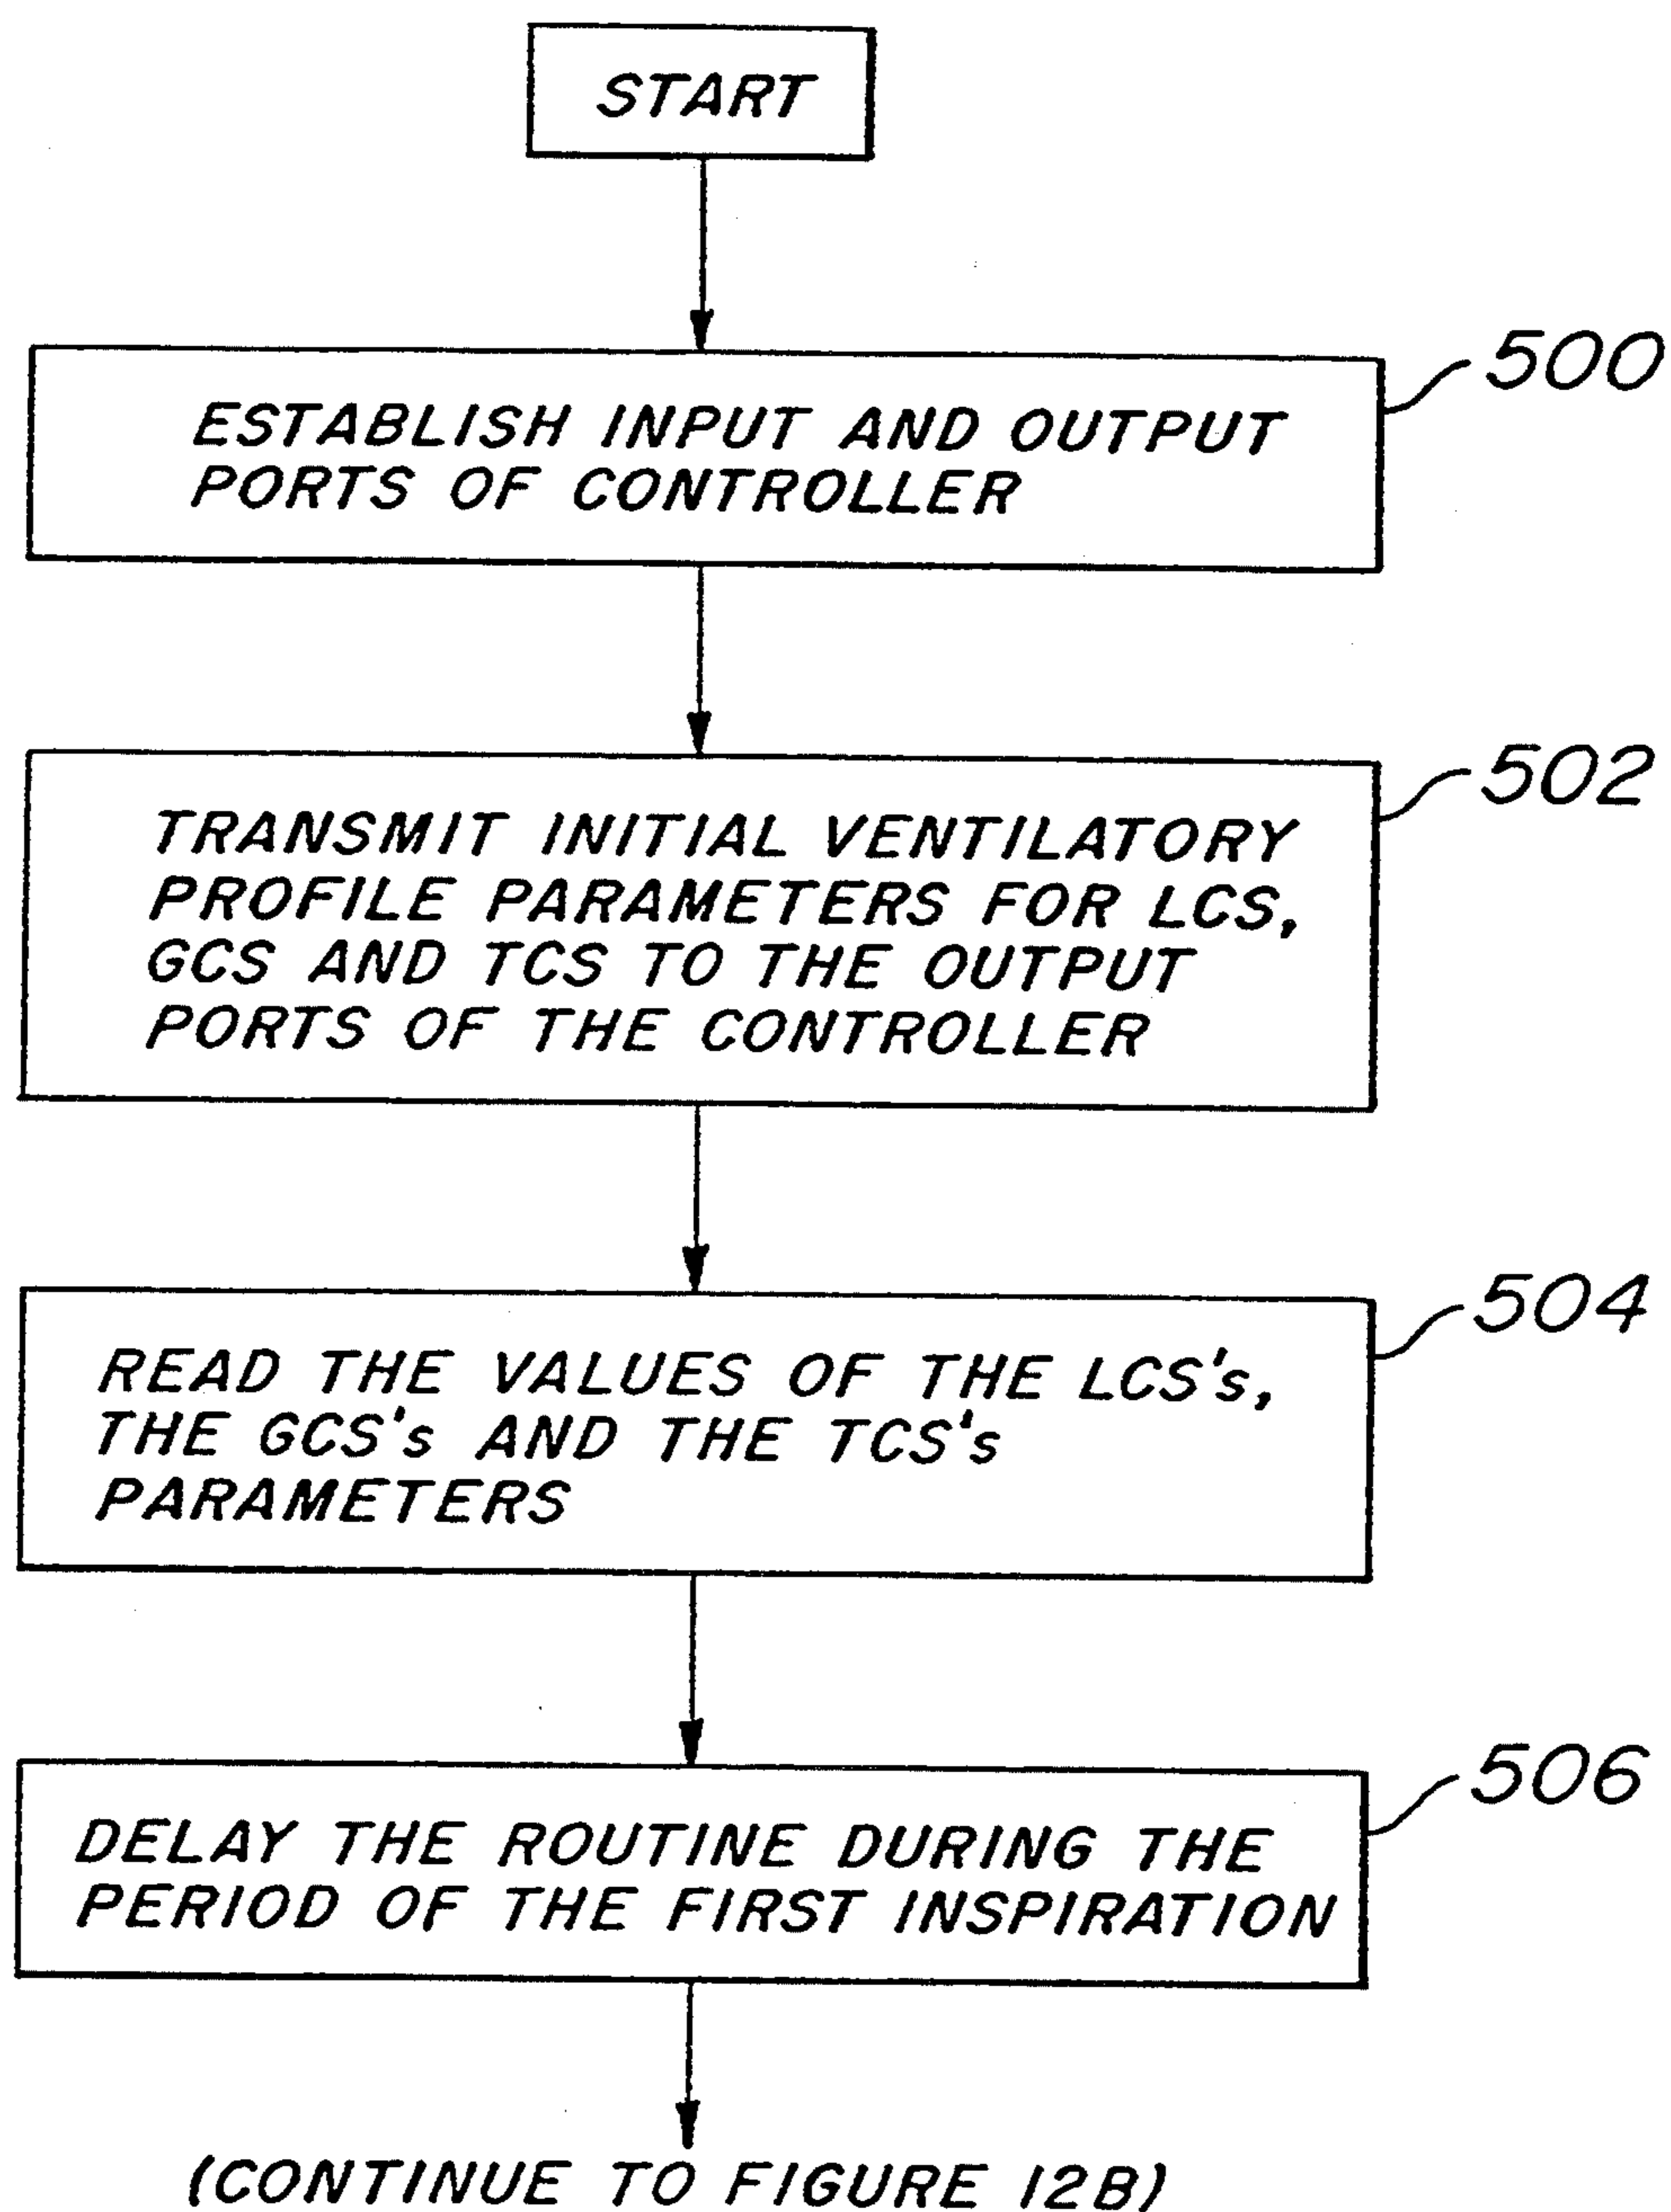 START
500
ESTABLISH INPUT AND OUTPUT
PORTS OF CONTROLLER
502
TRANSMIT INITIAL VENTILATORY
PROFILE PARAMETERS FOR LCS,
GCS AND TCS TO THE OUTPUT
PORTS OF THE CONTROLLER
504
READ THE VALUES OF THE LCS's,
THE GCS's AND THE TCS's
PARAMETERS
506
DELAY THE ROUTINE DURING THE
PERIOD OF THE FIRST INSPIRATION
(CONTINUE TO FIGURE 12B)